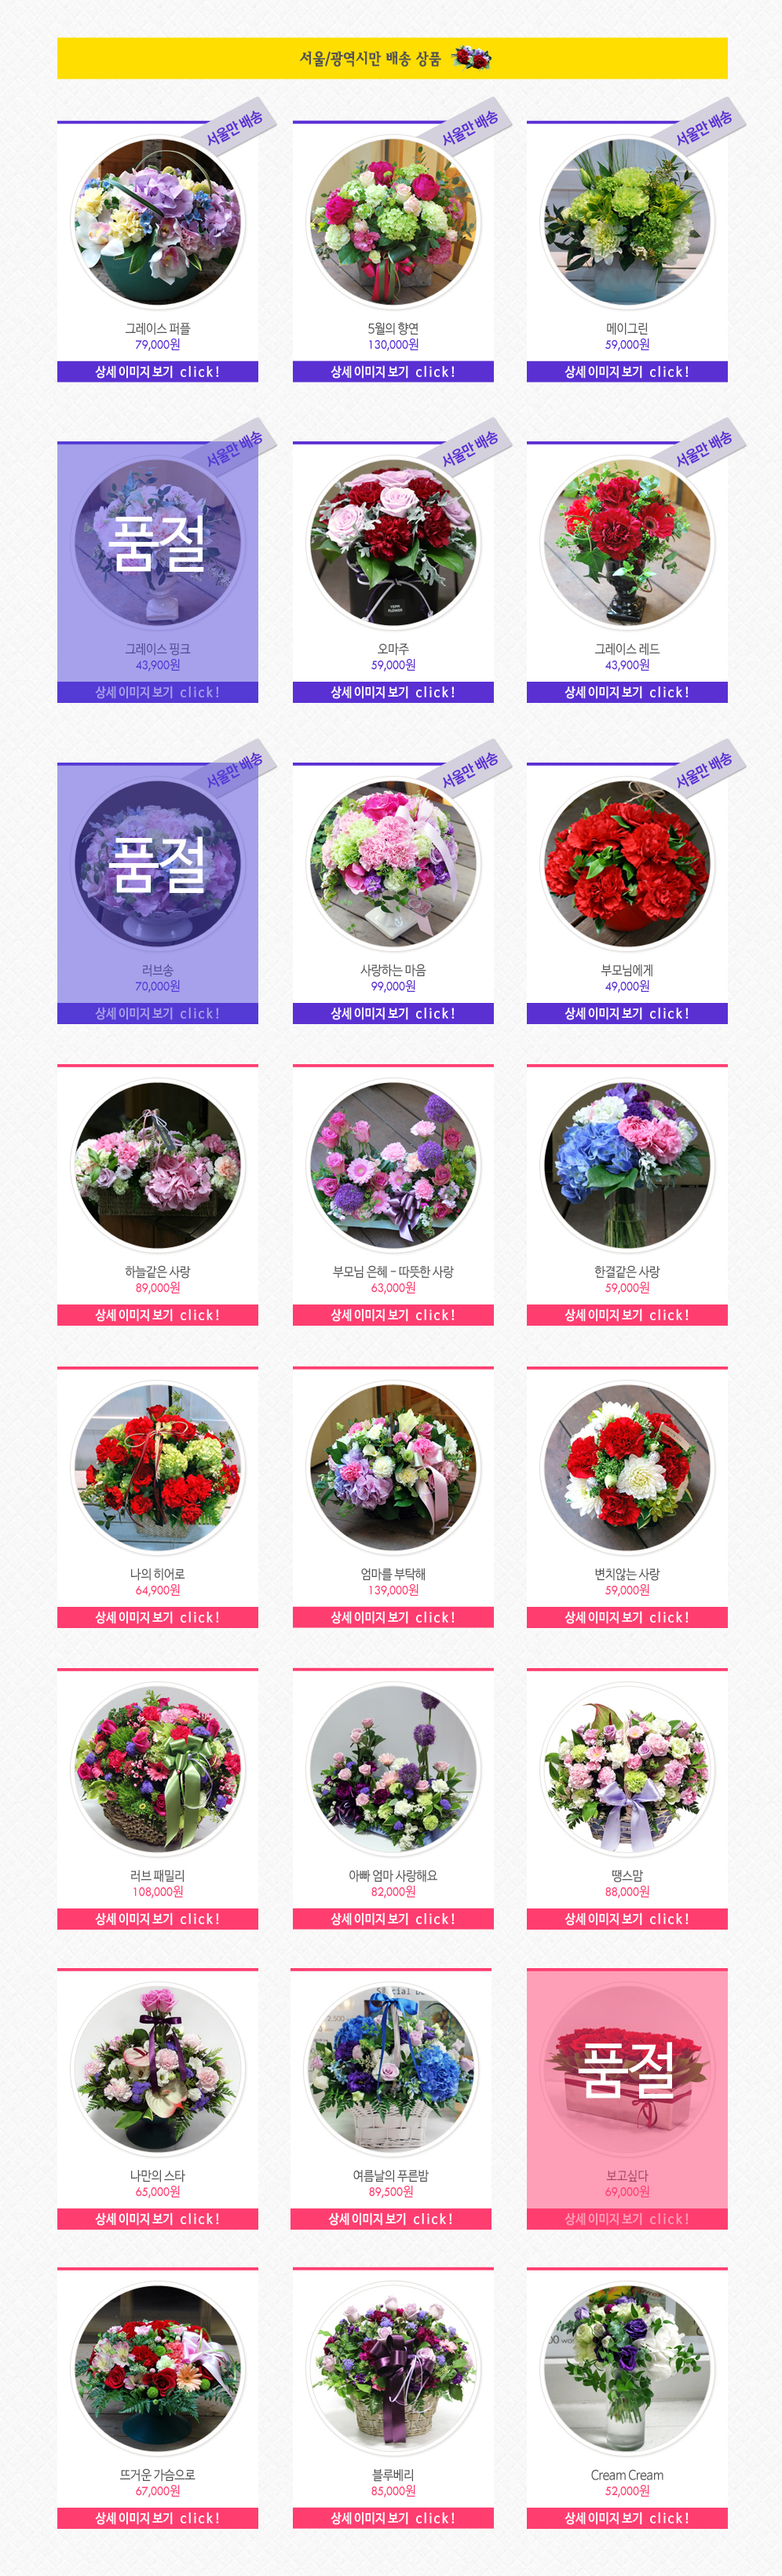 서울/광역시만 배송 상품
서울만 배송
서울만 배송
서울만 배송
그레이스 퍼플
79,000원
상세 이미지 보기 click!
5월의 향연
130,000원
상세 이미지 보기 click!
메이그린
59,000원
상세 이미지 보기 click!
서울만 배송
서울만 배송
서울만 배송
품절
그레이스 핑크
43,900원
상세 이미지 보기 click!
오마주
59,000원
상세 이미지 보기 click!
그레이스 레드
43,900원
상세 이미지 보기 click!
서울만 배송
서울만 배송
서울만 배송
품절
러브송
70,000원
상세 이미지 보기 click!
사랑하는 마음
99,000원
상세 이미지 보기 click!
부모님에게
49,000원
상세 이미지 보기 click!
하늘같은 사랑
89,000원
상세 이미지 보기 click!
부모님 은혜 - 따뜻한 사랑
63,000원
상세 이미지 보기 click!
한결같은 사랑
59,000원
상세 이미지 보기 click!
나의 히어로
64,900원
상세 이미지 보기 click!
엄마를 부탁해
139,000원
상세 이미지 보기 click!
변치않는 사랑
59,000원
상세 이미지 보기 click!
러브 패밀리
108,000원
상세 이미지 보기 click!
아빠 엄마 사랑해요
82,000원
상세 이미지 보기 click!
땡스맘
88,000원
상세 이미지 보기 click!
나만의 스타
65,000원
상세 이미지 보기 click!
여름날의 푸른밤
89,500원
상세 이미지 보기 click!
품절
보고싶다
69,000원
상세 이미지 보기 click!
뜨거운 가슴으로
67,000원
상세 이미지 보기 click!
블루베리
85,000원
상세 이미지 보기 click!
Cream Cream
52,000원
상세 이미지 보기 click!